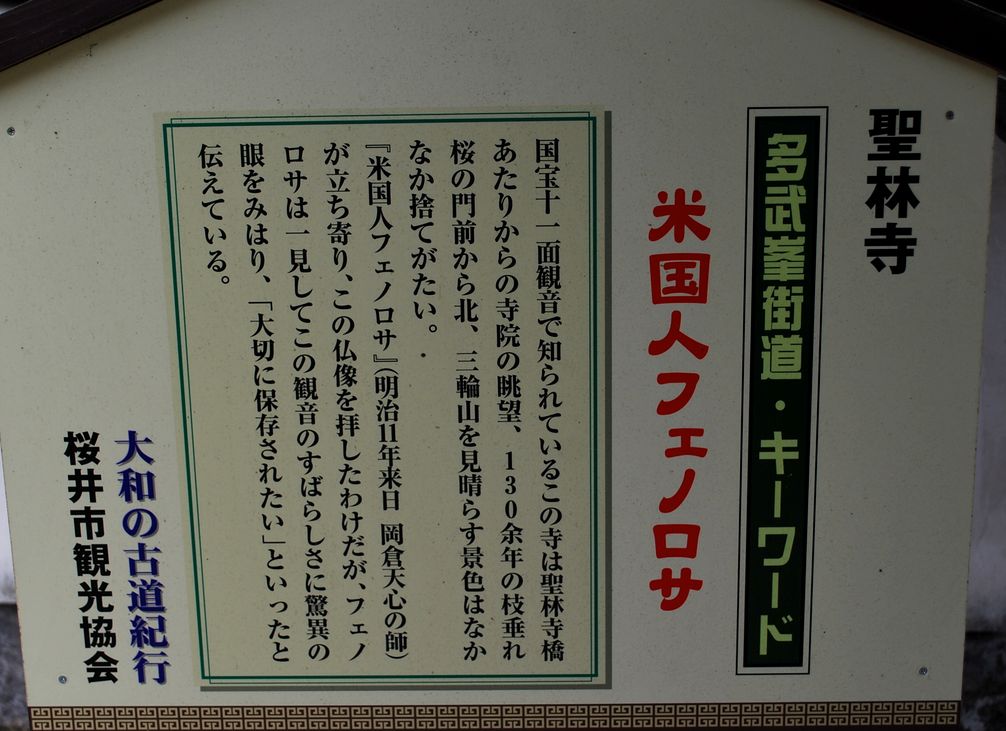 聖林寺
多武峯街道・キーワード
米国人フェノロサ
国宝十一面観音で知られているこの寺は聖林寺橋
あたりからの寺院の眺望、130余年の枝垂れ
桜の門前から北、三輪山を見晴らす景色はなか
なか捨てがたい。
『米国人フェノロサ』(明治11年来日 岡倉天心の師)
が立ち寄り、この仏像を拝したわけだが、フェノ
ロサは一見してこの観音のすばらしさに驚異の
眼をみはり、「大切に保存されたい」といったと
伝えている。
大和の古道紀行
桜井市観光協会